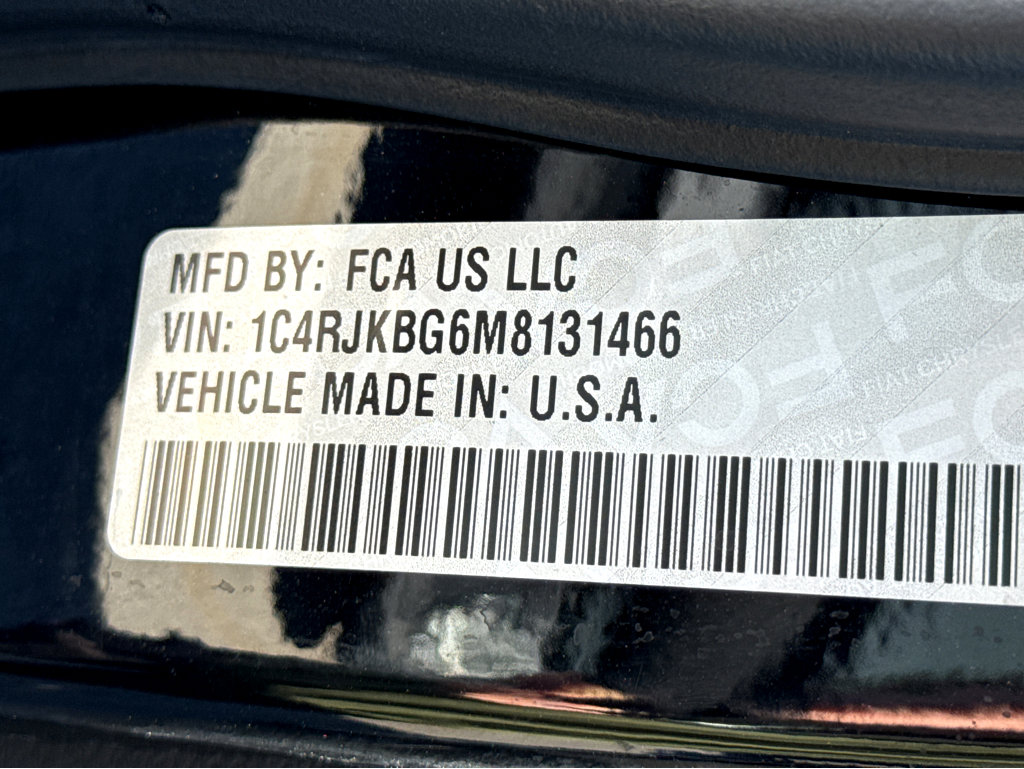 MFD BY: FCA US LLC
VIN: 1C4RJKBG6M8131466
VEHICLE MADE IN: U.S.A.